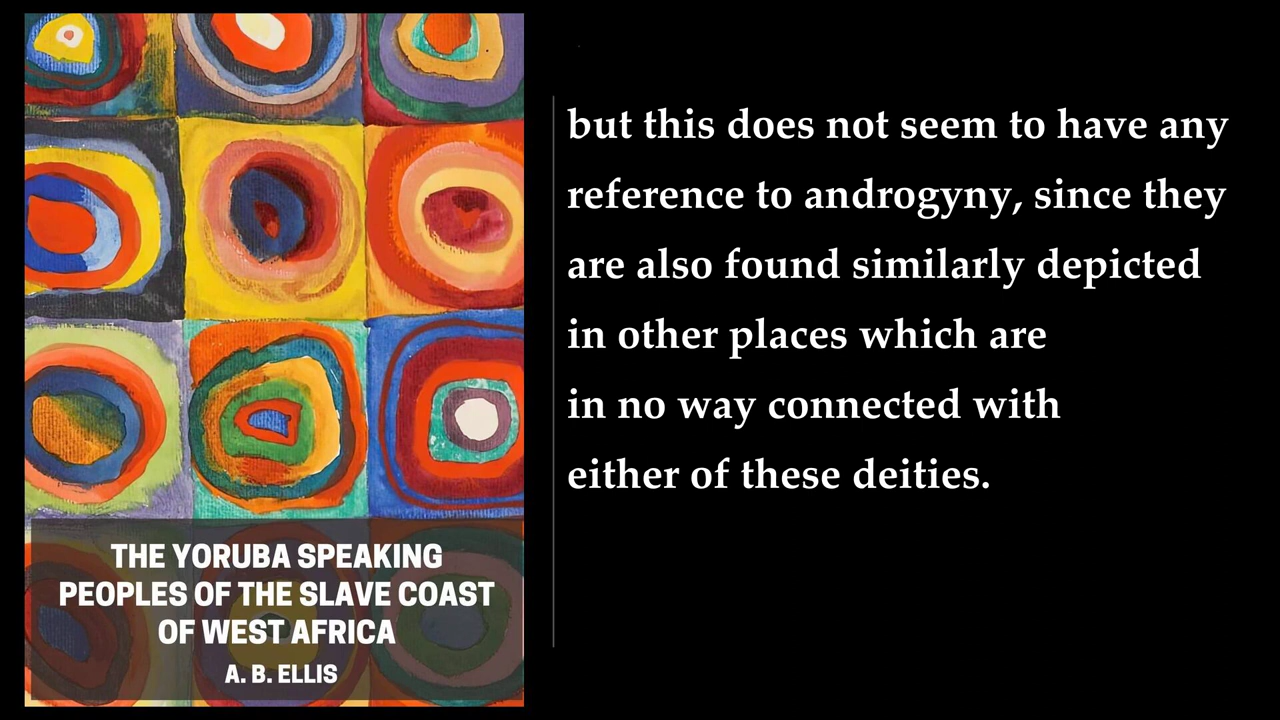 but this does not seem to have any
reference to androgyny, since they
are also found similarly depicted
in other places which are
in no way connected with
either of these deities.
THE YORUBA SPEAKING
PEOPLES OF THE SLAVE COAST
OF WEST AFRICA
A. B. ELLIS